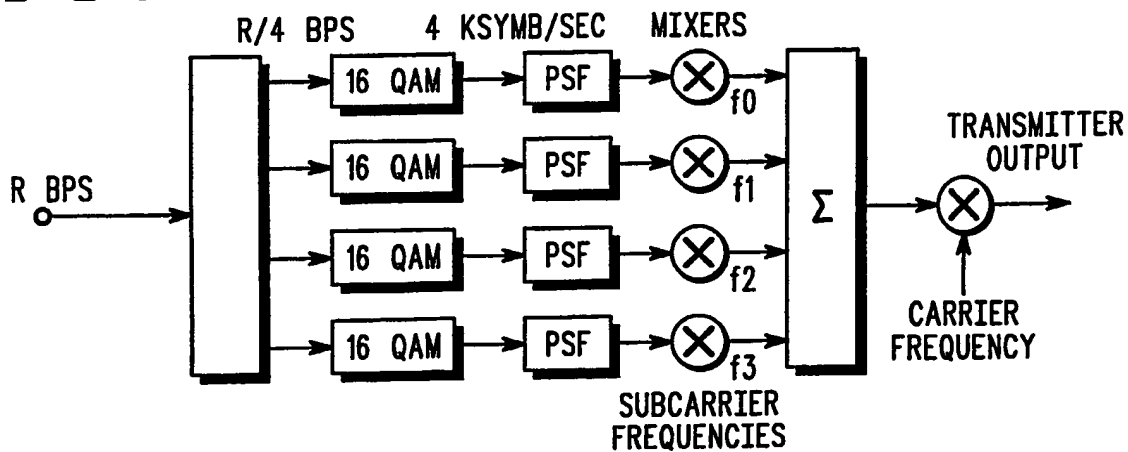 R/4 BPS 4 KSYMB/SEC MIXERS
16 QAM PSF f0
16 QAM PSF f1
16 QAM PSF f2
16 QAM PSF f3
R BPS
Σ
TRANSMITTER
OUTPUT
CARRIER
FREQUENCY
SUBCARRIER
FREQUENCIES